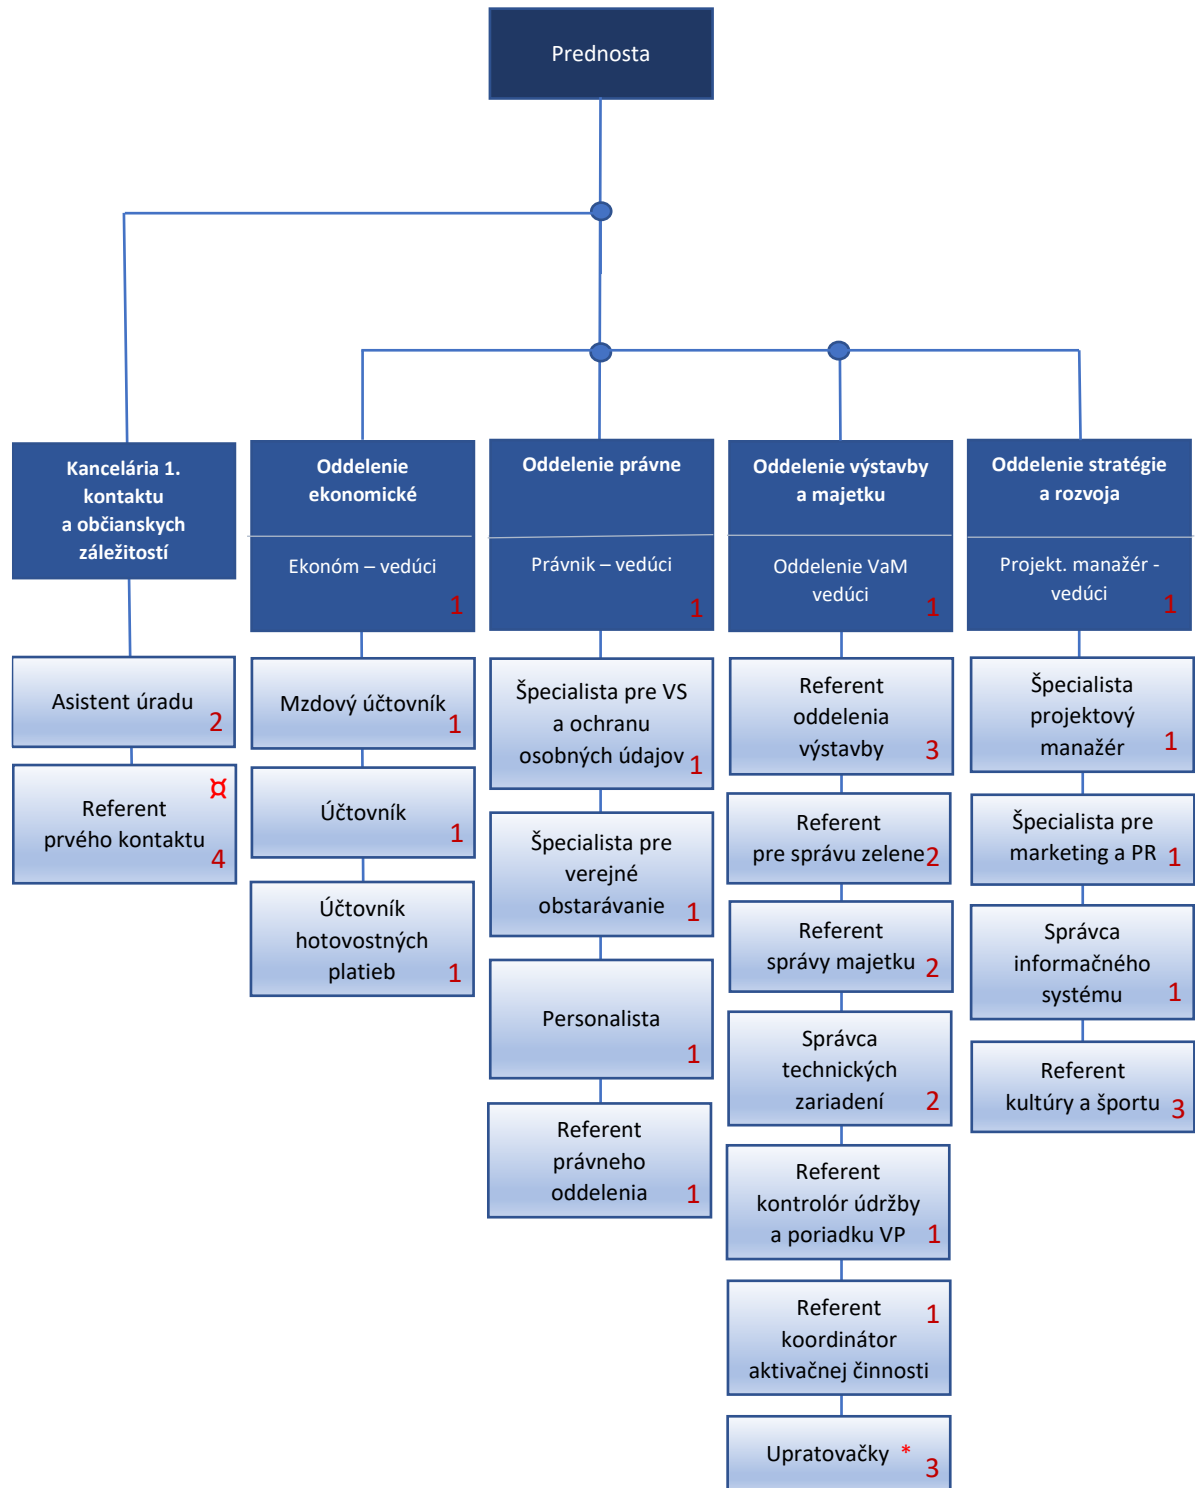 Prednosta
Kancelária 1.
kontaktu
a občianskych
záležitostí
Asistent úradu
2
¤
Referent
prvého kontaktu
4
Oddelenie
ekonomické
Ekonóm – vedúci
1
Mzdový účtovník
1
Účtovník
1
Účtovník
hotovostných
platieb
1
Oddelenie právne
Právnik – vedúci
1
Špecialista pre VS
a ochranu
osobných údajov
1
Špecialista pre
verejné
obstarávanie
1
Personalista
1
Referent
právneho
oddelenia
1
Oddelenie výstavby
a majetku
Oddelenie VaM
vedúci
1
Referent
oddelenia
výstavby
3
Referent
pre správu zelene
2
Referent
správy majetku
2
Správca
technických
zariadení
2
Referent
kontrolór údržby
a poriadku VP
1
Referent
1
koordinátor
aktivačnej činnosti
Upratovačky *
3
Oddelenie stratégie
a rozvoja
Projekt. manažér -
vedúci
1
Špecialista
projektový
manažér
1
Špecialista pre
marketing a PR
1
Správca
informačného
systému
1
Referent
kultúry a športu
3